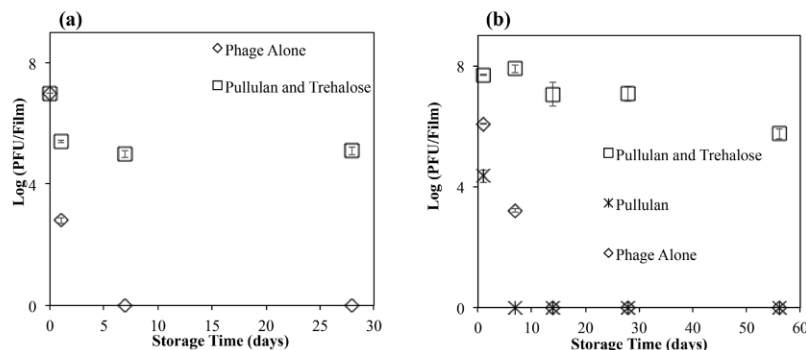 (a)
8
4
0
Log (PFU/Film)
Phage Alone
Pullulan and Trehalose
0 5 10 15 20 25 30
Storage Time (days)
(b)
8
4
0
Log (PFU/Film)
Pullulan and Trehalose
Pullulan
Phage Alone
0 10 20 30 40 50 60
Storage Time (days)